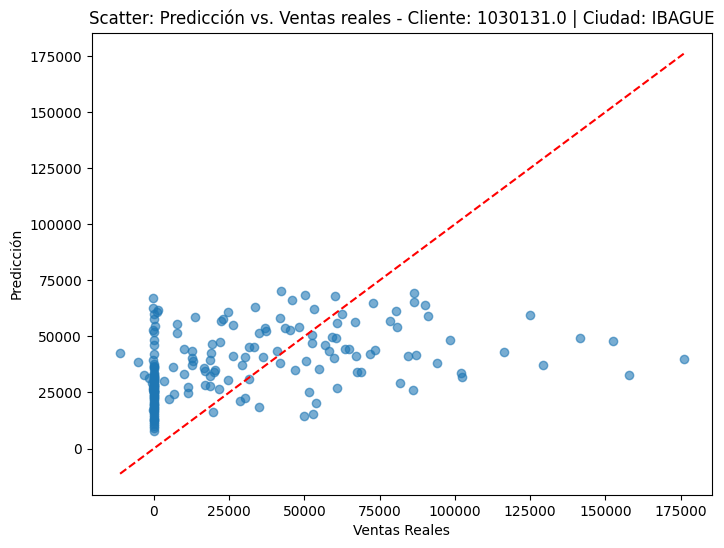 Scatter: Predicción vs. Ventas reales - Cliente: 1030131.0 | Ciudad: IBAGUE
175000
150000
125000
100000
75000
50000
25000
0
Predicción
0 25000 50000 75000 100000 125000 150000 175000
Ventas Reales